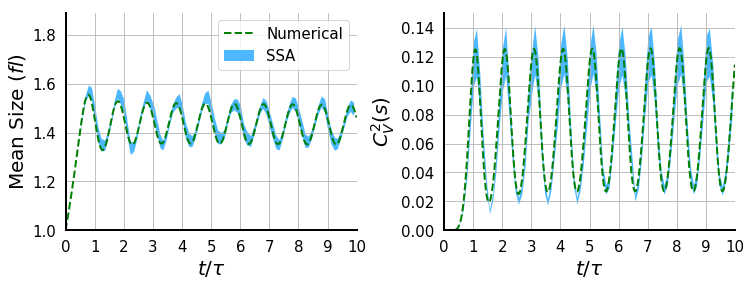 Mean Size (fl)
1.8
1.6
1.4
1.2
1.0
0 1 2 3 4 5 6 7 8 9 10
t/τ
Numerical
SSA
C_V^2(s)
0.14
0.12
0.10
0.08
0.06
0.04
0.02
0.00
0 1 2 3 4 5 6 7 8 9 10
t/τ